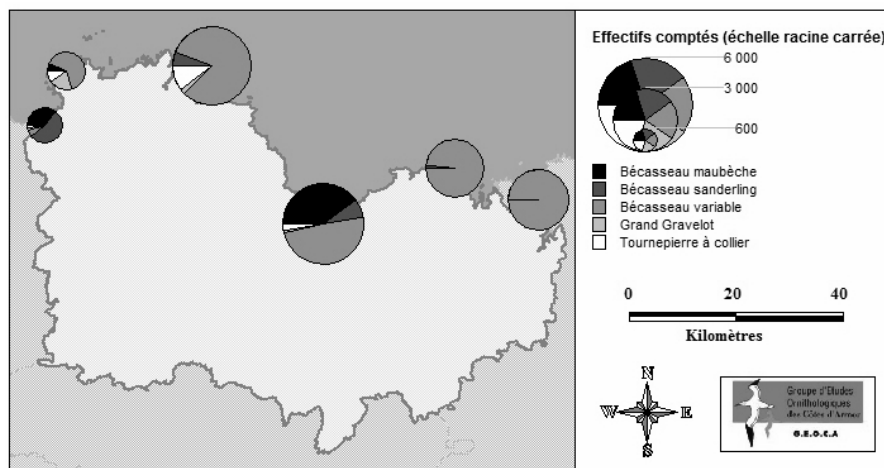 Effectifs comptés (échelle racine carrée)
6 000
3 000
600
Bécasseau maubèche
Bécasseau sanderling
Bécasseau variable
Grand Gravelot
Tournepierre à collier
0 20 40
Kilomètres
N
W E
S
Groupe d'Etudes
Ornithologiques
des Côtes d'Armor
G.E.O.C.A